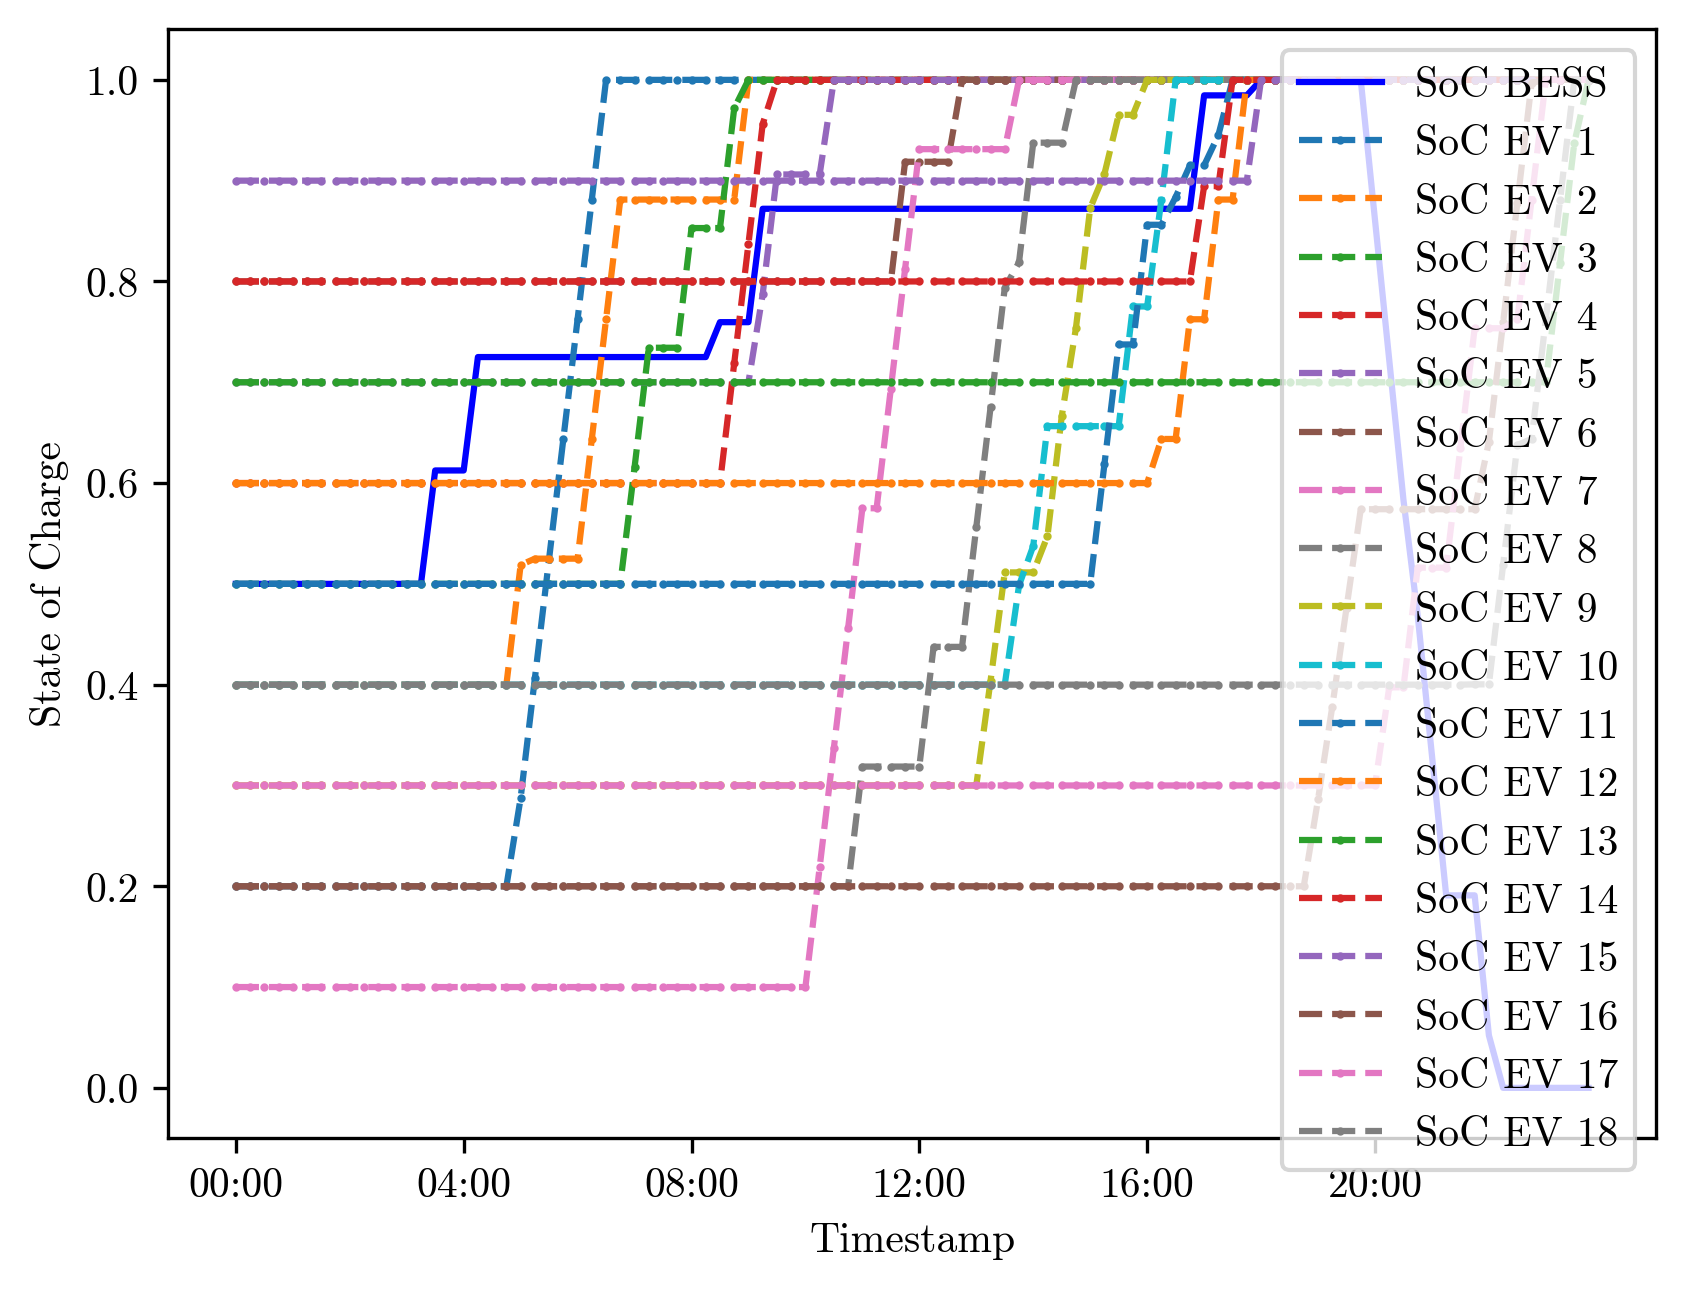 State of Charge
1.0
0.8
0.6
0.4
0.2
0.0
00:00
04:00
08:00
12:00
16:00
20:00
Timestamp
SoC BESS
SoC EV 1
SoC EV 2
SoC EV 3
SoC EV 4
SoC EV 5
SoC EV 6
SoC EV 7
SoC EV 8
SoC EV 9
SoC EV 10
SoC EV 11
SoC EV 12
SoC EV 13
SoC EV 14
SoC EV 15
SoC EV 16
SoC EV 17
SoC EV 18